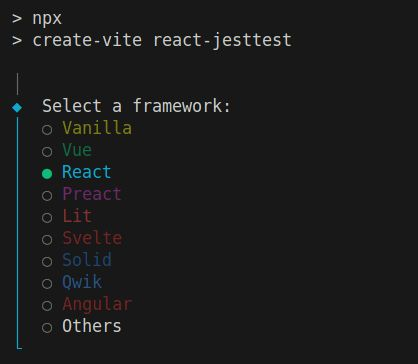 > npx
> create-vite react-jesttest
Select a framework:
Vanilla
Vue
React
Preact
Lit
Svelte
Solid
Qwik
Angular
Others